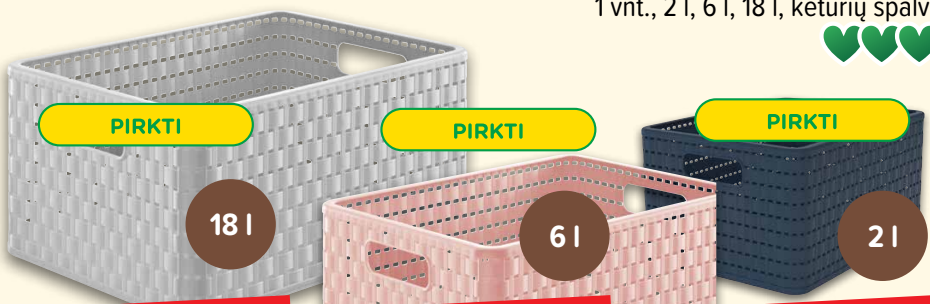 1 vnt., 2 l, 6 l, 18 l, keturių spalv
PIRKTI
PIRKTI
PIRKTI
18 l
6 l
2 l